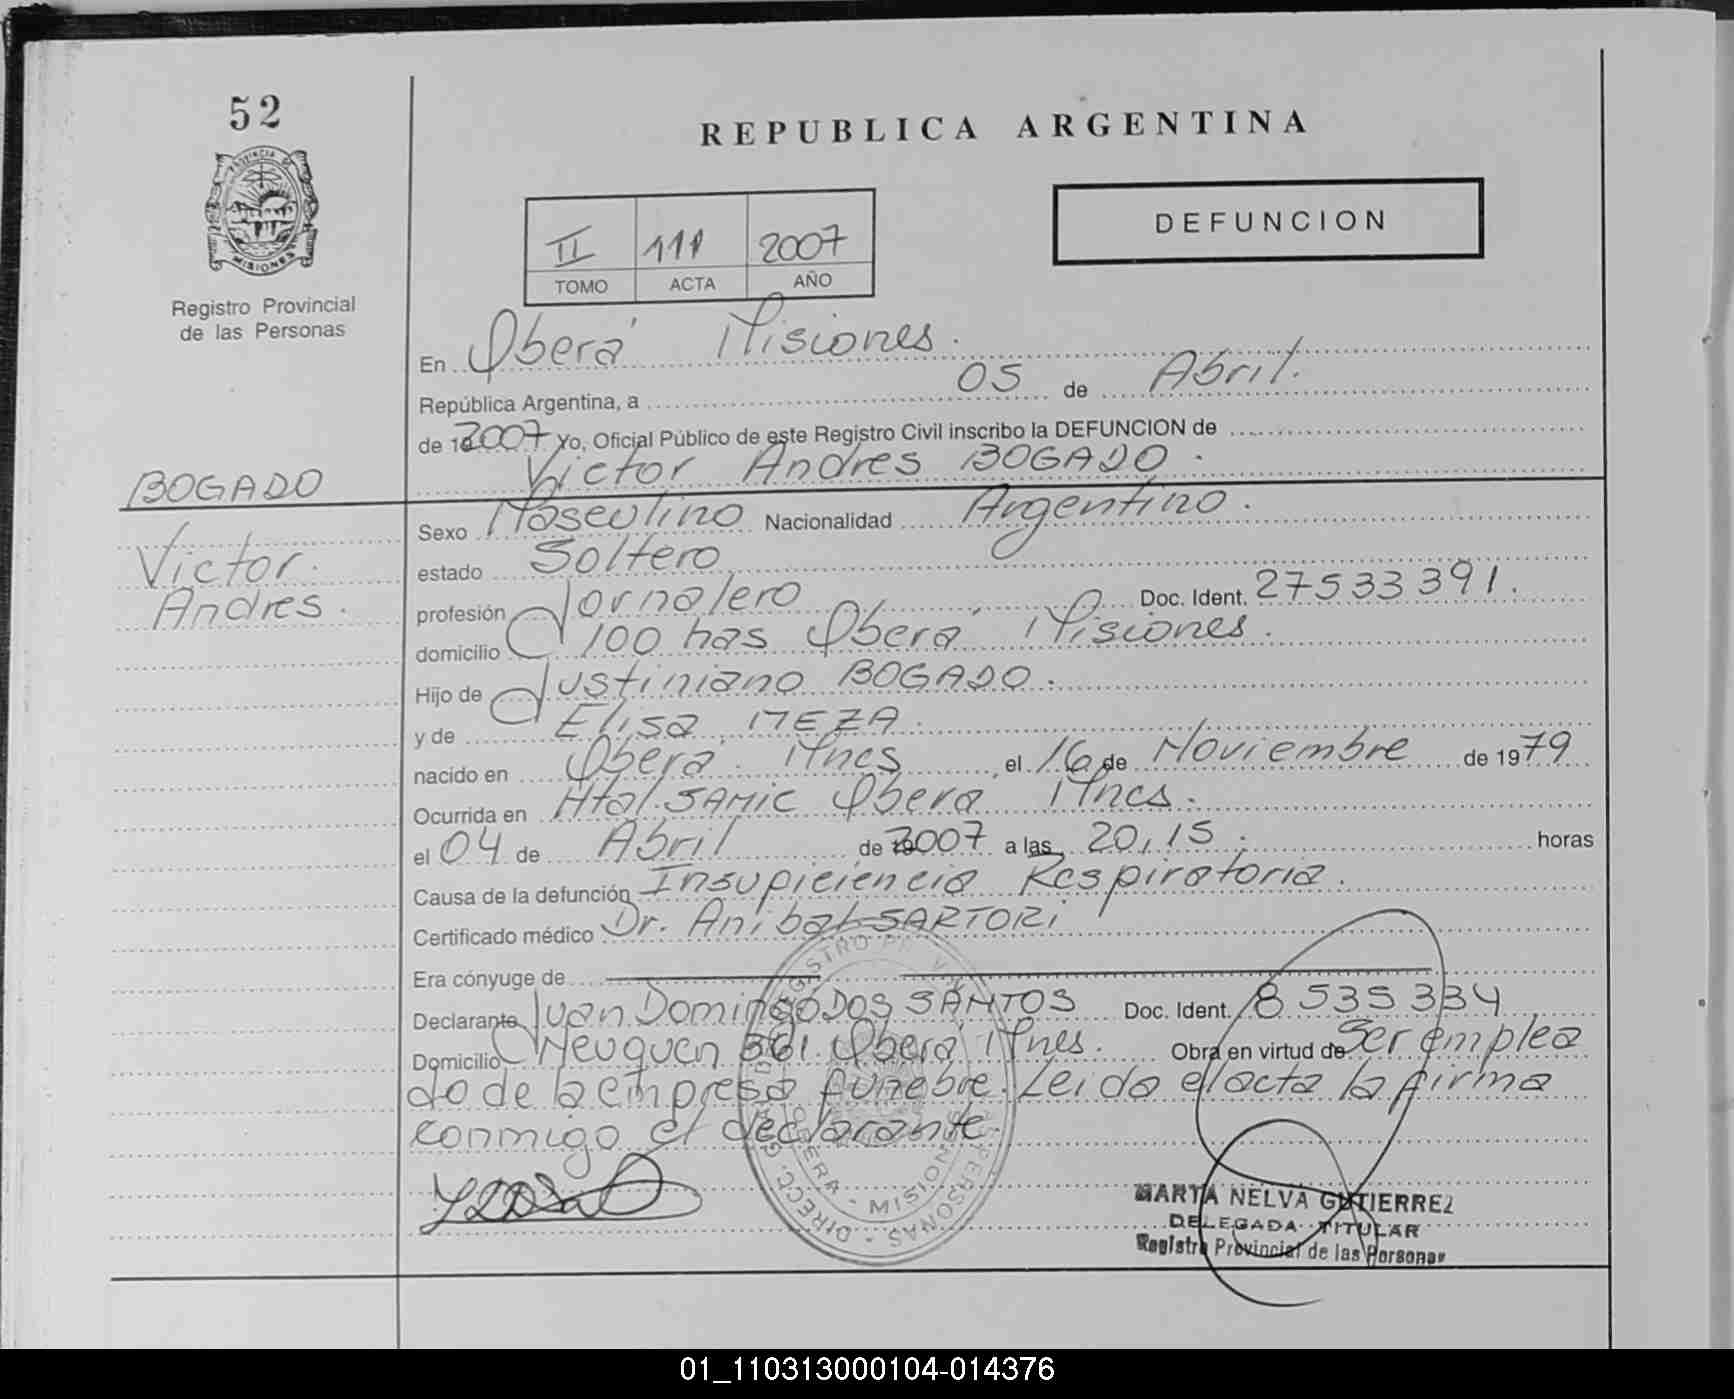 52
PROVINCIA DE
MISIONES
Registro Provincial
de las Personas
REPUBLICA ARGENTINA
DEFUNCION
II 111 2007
TOMO ACTA AÑO
En Oberá Misiones.
República Argentina, a 05 de Abril.
de 2007 Yo, Oficial Público de este Registro Civil inscribo la DEFUNCION de
Victor Andres BOGADO.
BOGADO
Victor.
Andres.
Sexo Masculino Nacionalidad Argentino.
estado Soltero
profesión Jornalero Doc. Ident. 27533391.
domicilio 100 has Oberá Misiones.
Hijo de Justiniano BOGADO.
y de Elisa MEZA.
nacido en Obera. Mnes, el 16 de Noviembre de 1979
Ocurrida en Htal. SAMIC Obera Mnes.
el 04 de Abril de 2007 a las 20,15. horas
Causa de la defunción Insuficiencia Respiratoria.
Certificado médico Dr. Anibal SARTORI
Era cónyuge de
Declarante Juan Domingo DOS SANTOS Doc. Ident. 8535334
Domicilio Neuquen 561. Oberá Mnes. Obra en virtud de Ser emplea
do de la empresa funebre. Leida el acta la firma
conmigo el declarante.
MARTA NELVA GUTIERREZ
DELEGADA TITULAR
Registro Provincial de las Personas
01_110313000104-014376